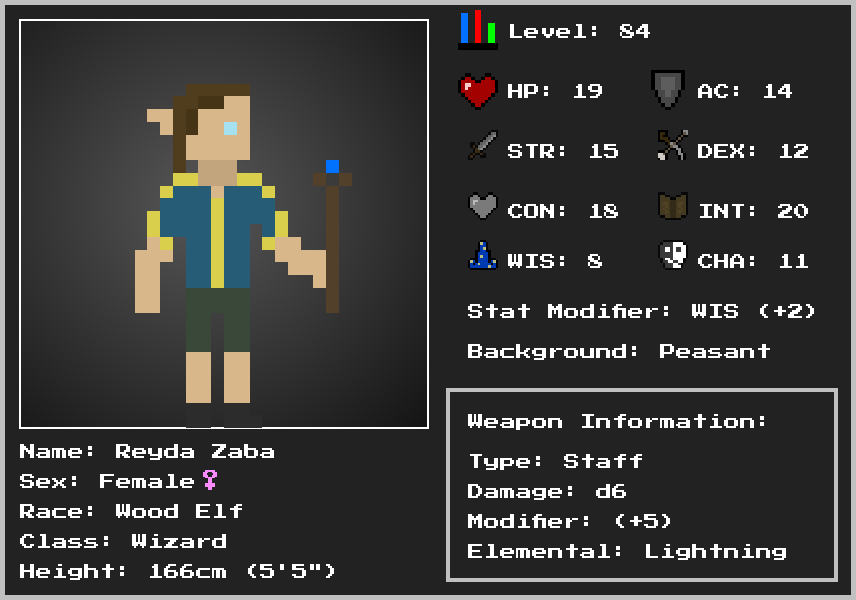 Level: 84
HP: 19 AC: 14
STR: 15 DEX: 12
CON: 18 INT: 20
WIS: 8 CHA: 11
Stat Modifier: WIS (+2)
Background: Peasant
Weapon Information:
Type: Staff
Damage: d6
Modifier: (+5)
Elemental: Lightning
Name: Reyda Zaba
Sex: Female♀
Race: Wood Elf
Class: Wizard
Height: 166cm (5'5")